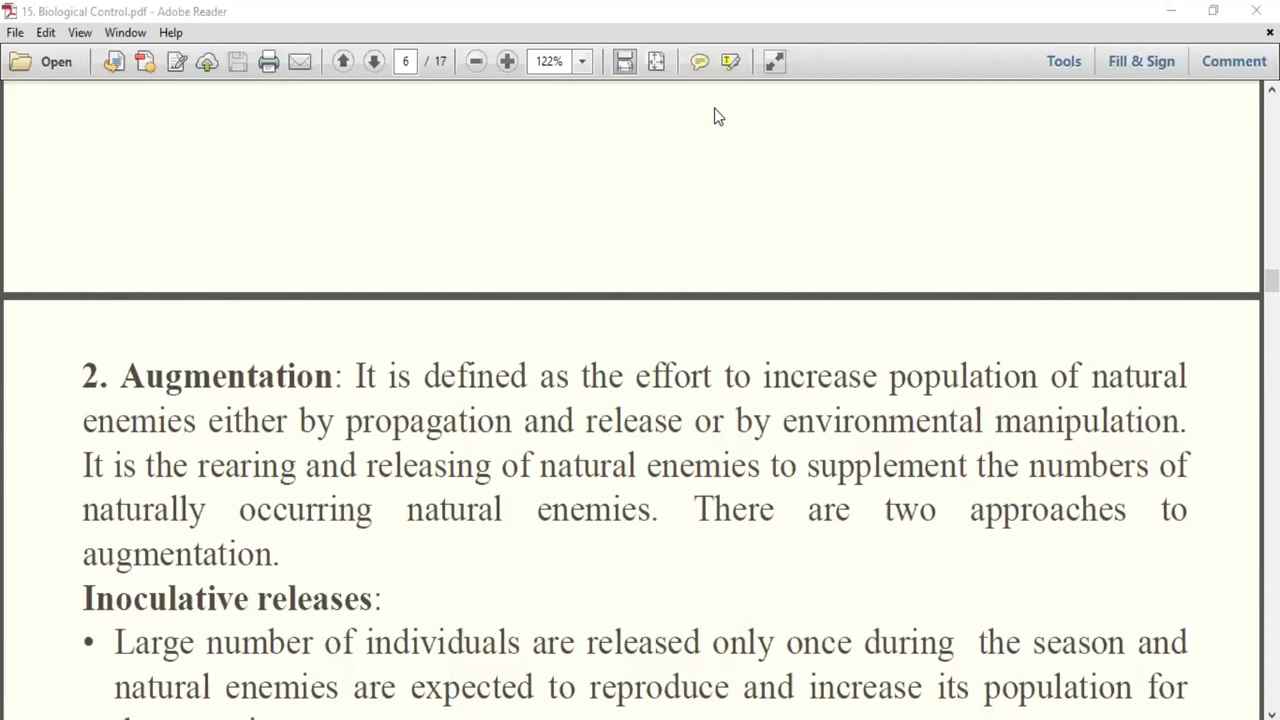 15. Biological Control.pdf - Adobe Reader
File Edit View Window Help
Open 6 / 17 122% Tools Fill & Sign Comment
2. Augmentation: It is defined as the effort to increase population of natural
enemies either by propagation and release or by environmental manipulation.
It is the rearing and releasing of natural enemies to supplement the numbers of
naturally occurring natural enemies. There are two approaches to
augmentation.
Inoculative releases:
• Large number of individuals are released only once during the season and
natural enemies are expected to reproduce and increase its population for